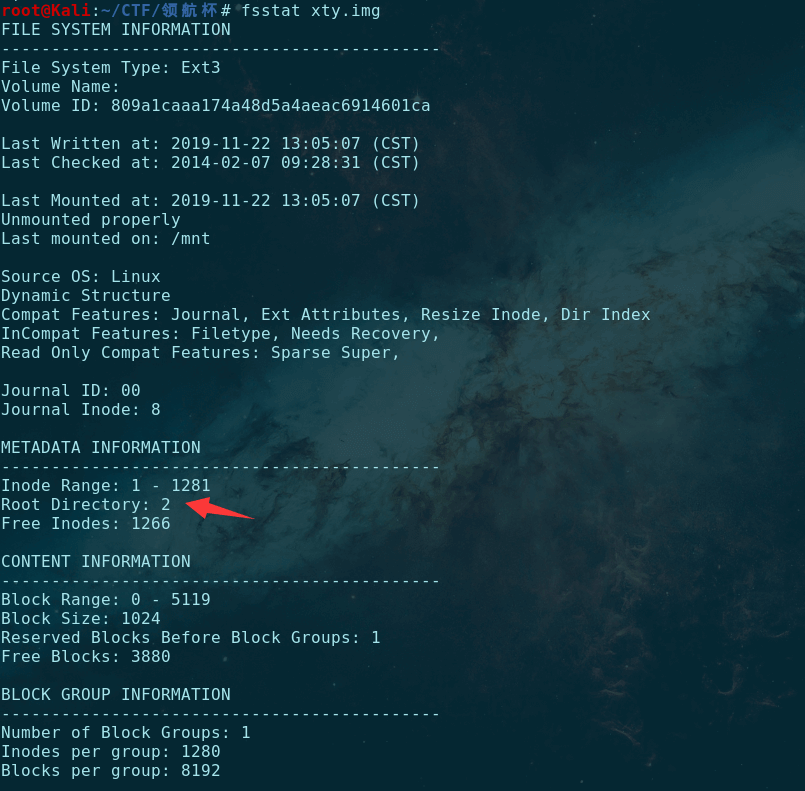 root@Kali:~/CTF/领航杯# fsstat xty.img
FILE SYSTEM INFORMATION
--------------------------------------------
File System Type: Ext3
Volume Name:
Volume ID: 809a1caaa174a48d5a4aeac6914601ca

Last Written at: 2019-11-22 13:05:07 (CST)
Last Checked at: 2014-02-07 09:28:31 (CST)

Last Mounted at: 2019-11-22 13:05:07 (CST)
Unmounted properly
Last mounted on: /mnt

Source OS: Linux
Dynamic Structure
Compat Features: Journal, Ext Attributes, Resize Inode, Dir Index
InCompat Features: Filetype, Needs Recovery,
Read Only Compat Features: Sparse Super,

Journal ID: 00
Journal Inode: 8

METADATA INFORMATION
--------------------------------------------
Inode Range: 1 - 1281
Root Directory: 2
Free Inodes: 1266

CONTENT INFORMATION
--------------------------------------------
Block Range: 0 - 5119
Block Size: 1024
Reserved Blocks Before Block Groups: 1
Free Blocks: 3880

BLOCK GROUP INFORMATION
--------------------------------------------
Number of Block Groups: 1
Inodes per group: 1280
Blocks per group: 8192